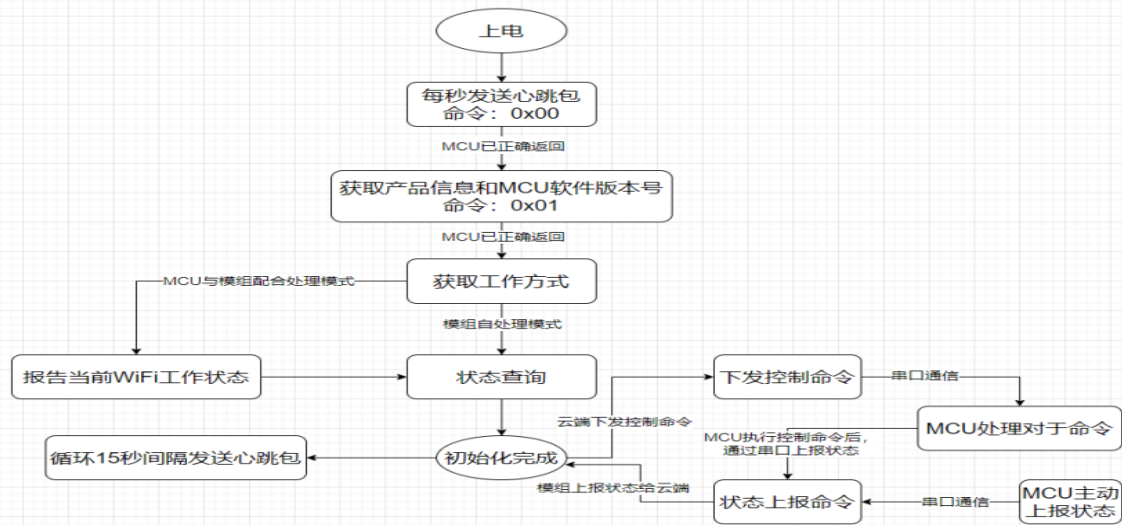 上电
每秒发送心跳包
命令：0x00
MCU已正确返回
获取产品信息和MCU软件版本号
命令：0x01
MCU已正确返回
MCU与模组配合处理模式
获取工作方式
模组自处理模式
报告当前WiFi工作状态
状态查询
下发控制命令
串口通信
云端下发控制命令
MCU处理对于命令
MCU执行控制命令后，
通过串口上报状态
循环15秒间隔发送心跳包
初始化完成
模组上报状态给云端
状态上报命令
串口通信
MCU主动
上报状态